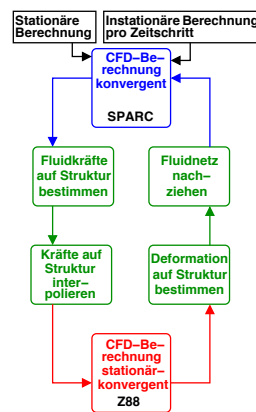 Stationäre
Berechnung
Instationäre Berechnung
pro Zeitschritt
CFD–Be–
rechnung
konvergent
SPARC
Fluidkräfte
auf Struktur
bestimmen
Fluidnetz
nach–
ziehen
Kräfte auf
Struktur
inter–
polieren
Deformation
auf Struktur
bestimmen
CFD–Be–
rechnung
stationär–
konvergent
Z88